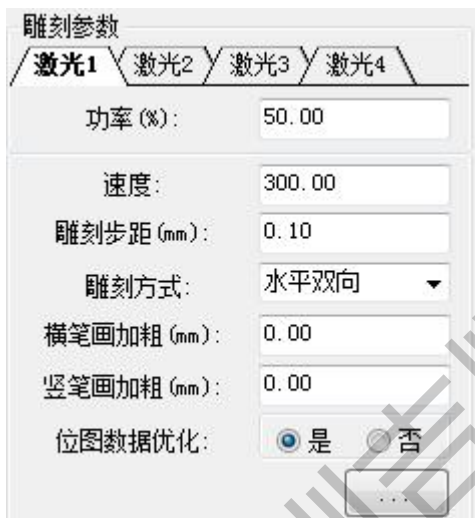 雕刻参数
激光1 激光2 激光3 激光4
功率(%): 50.00
速度: 300.00
雕刻步距(mm): 0.10
雕刻方式: 水平双向
横笔画加粗(mm): 0.00
竖笔画加粗(mm): 0.00
位图数据优化: 是 否
...